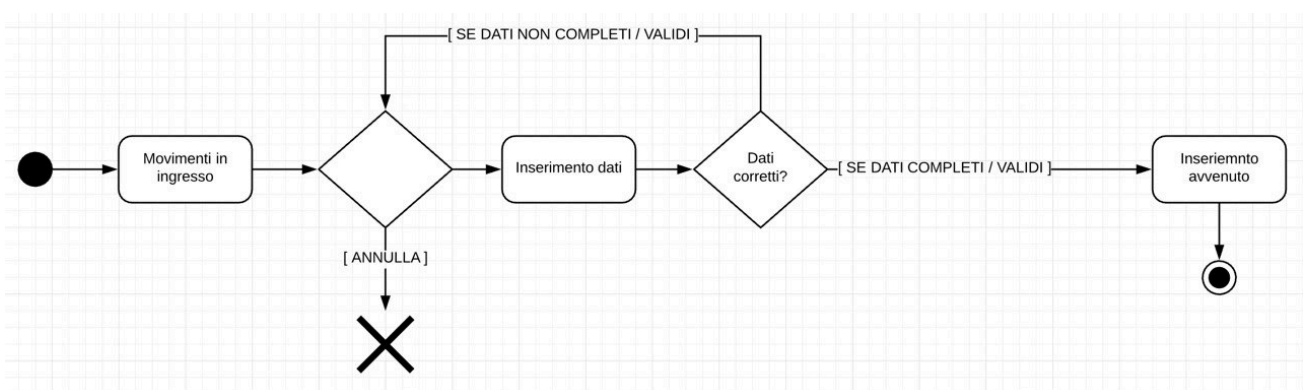 [ SE DATI NON COMPLETI / VALIDI ]
Movimenti in
ingresso
Inserimento dati
Dati
corretti?
[ SE DATI COMPLETI / VALIDI ]
Inseriemnto
avvenuto
[ ANNULLA ]